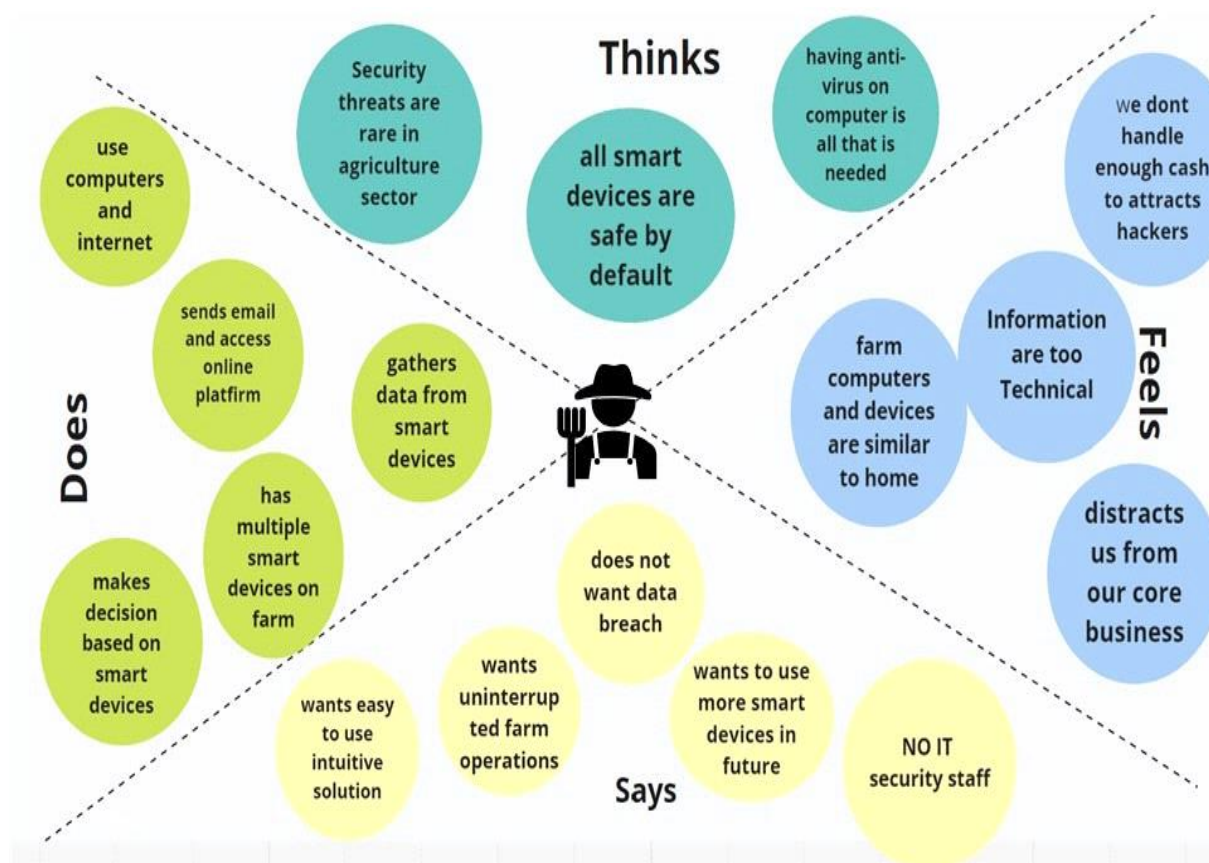 Thinks
Security
threats are
rare in
agriculture
sector
all smart
devices are
safe by
default
having anti-
virus on
computer is
all that is
needed
Does
use
computers
and
internet
sends email
and access
online
platfirm
gathers
data from
smart
devices
has
multiple
smart
devices on
farm
makes
decision
based on
smart
devices
Feels
we dont
handle
enough cash
to attracts
hackers
Information
are too
Technical
farm
computers
and devices
are similar
to home
distracts
us from
our core
business
Says
does not
want data
breach
wants
uninterrup
ted farm
operations
wants easy
to use
intuitive
solution
wants to use
more smart
devices in
future
NO IT
security staff